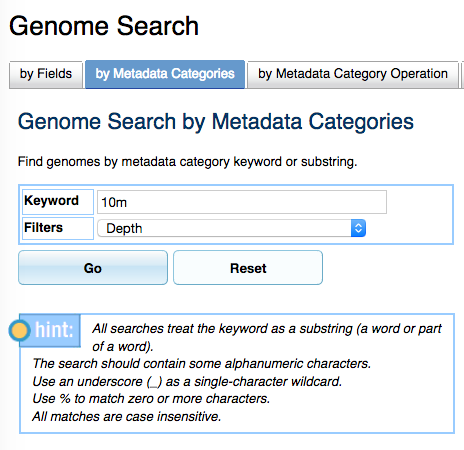 Genome Search
by Fields
by Metadata Categories
by Metadata Category Operation
Genome Search by Metadata Categories
Find genomes by metadata category keyword or substring.
Keyword
10m
Filters
Depth
Go
Reset
hint:
All searches treat the keyword as a substring (a word or part
of a word).
The search should contain some alphanumeric characters.
Use an underscore (_) as a single-character wildcard.
Use % to match zero or more characters.
All matches are case insensitive.